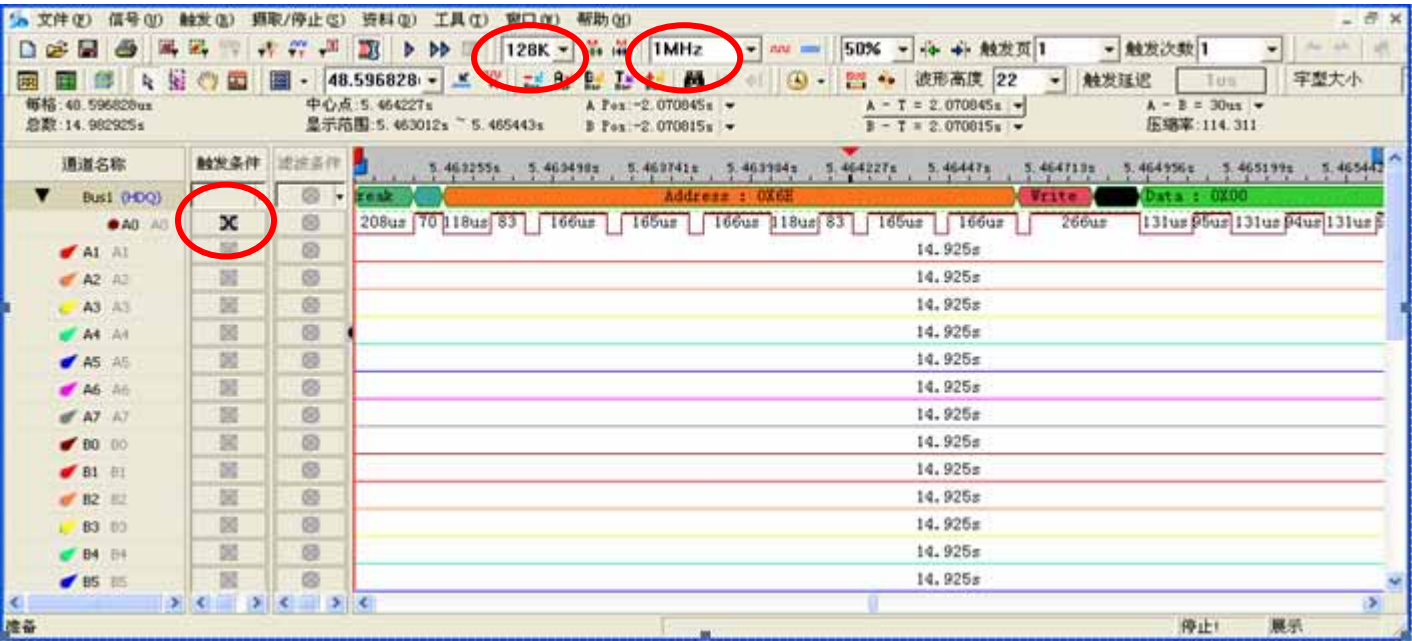 文件(F) 信号(U) 触发(B) 撷取/停止(S) 资料(D) 工具(T) 窗口(W) 帮助(H)
128K 1MHz 50% 触发页 1 触发次数 1
48.596828 波形高度 22 触发延迟 1us 字型大小
每格:48.596828us 中心点:5.464227s A Pos:-2.070845s A - T = 2.070845s A - B = 30us
总数:14.982925s 显示范围:5.463012s ~ 5.465443s B Pos:-2.070815s B - T = 2.070815s 压缩率:114.311
通道名称 触发条件 滤波条件 5.463255s 5.463498s 5.463741s 5.463984s 5.464227s 5.46447s 5.464713s 5.464956s 5.465199s 5.465442
Bus1 (HDQ) reak Address : 0X6E Write Data : 0X00
A0 A0 208us 70 118us 83 166us 165us 166us 118us 83 165us 166us 266us 131us 95us 131us 94us 131us
A1 A1 14.925s
A2 A2 14.925s
A3 A3 14.925s
A4 A4 14.925s
A5 A5 14.925s
A6 A6 14.925s
A7 A7 14.925s
B0 B0 14.925s
B1 B1 14.925s
B2 B2 14.925s
B3 B3 14.925s
B4 B4 14.925s
B5 B5 14.925s
准备 停止! 展示